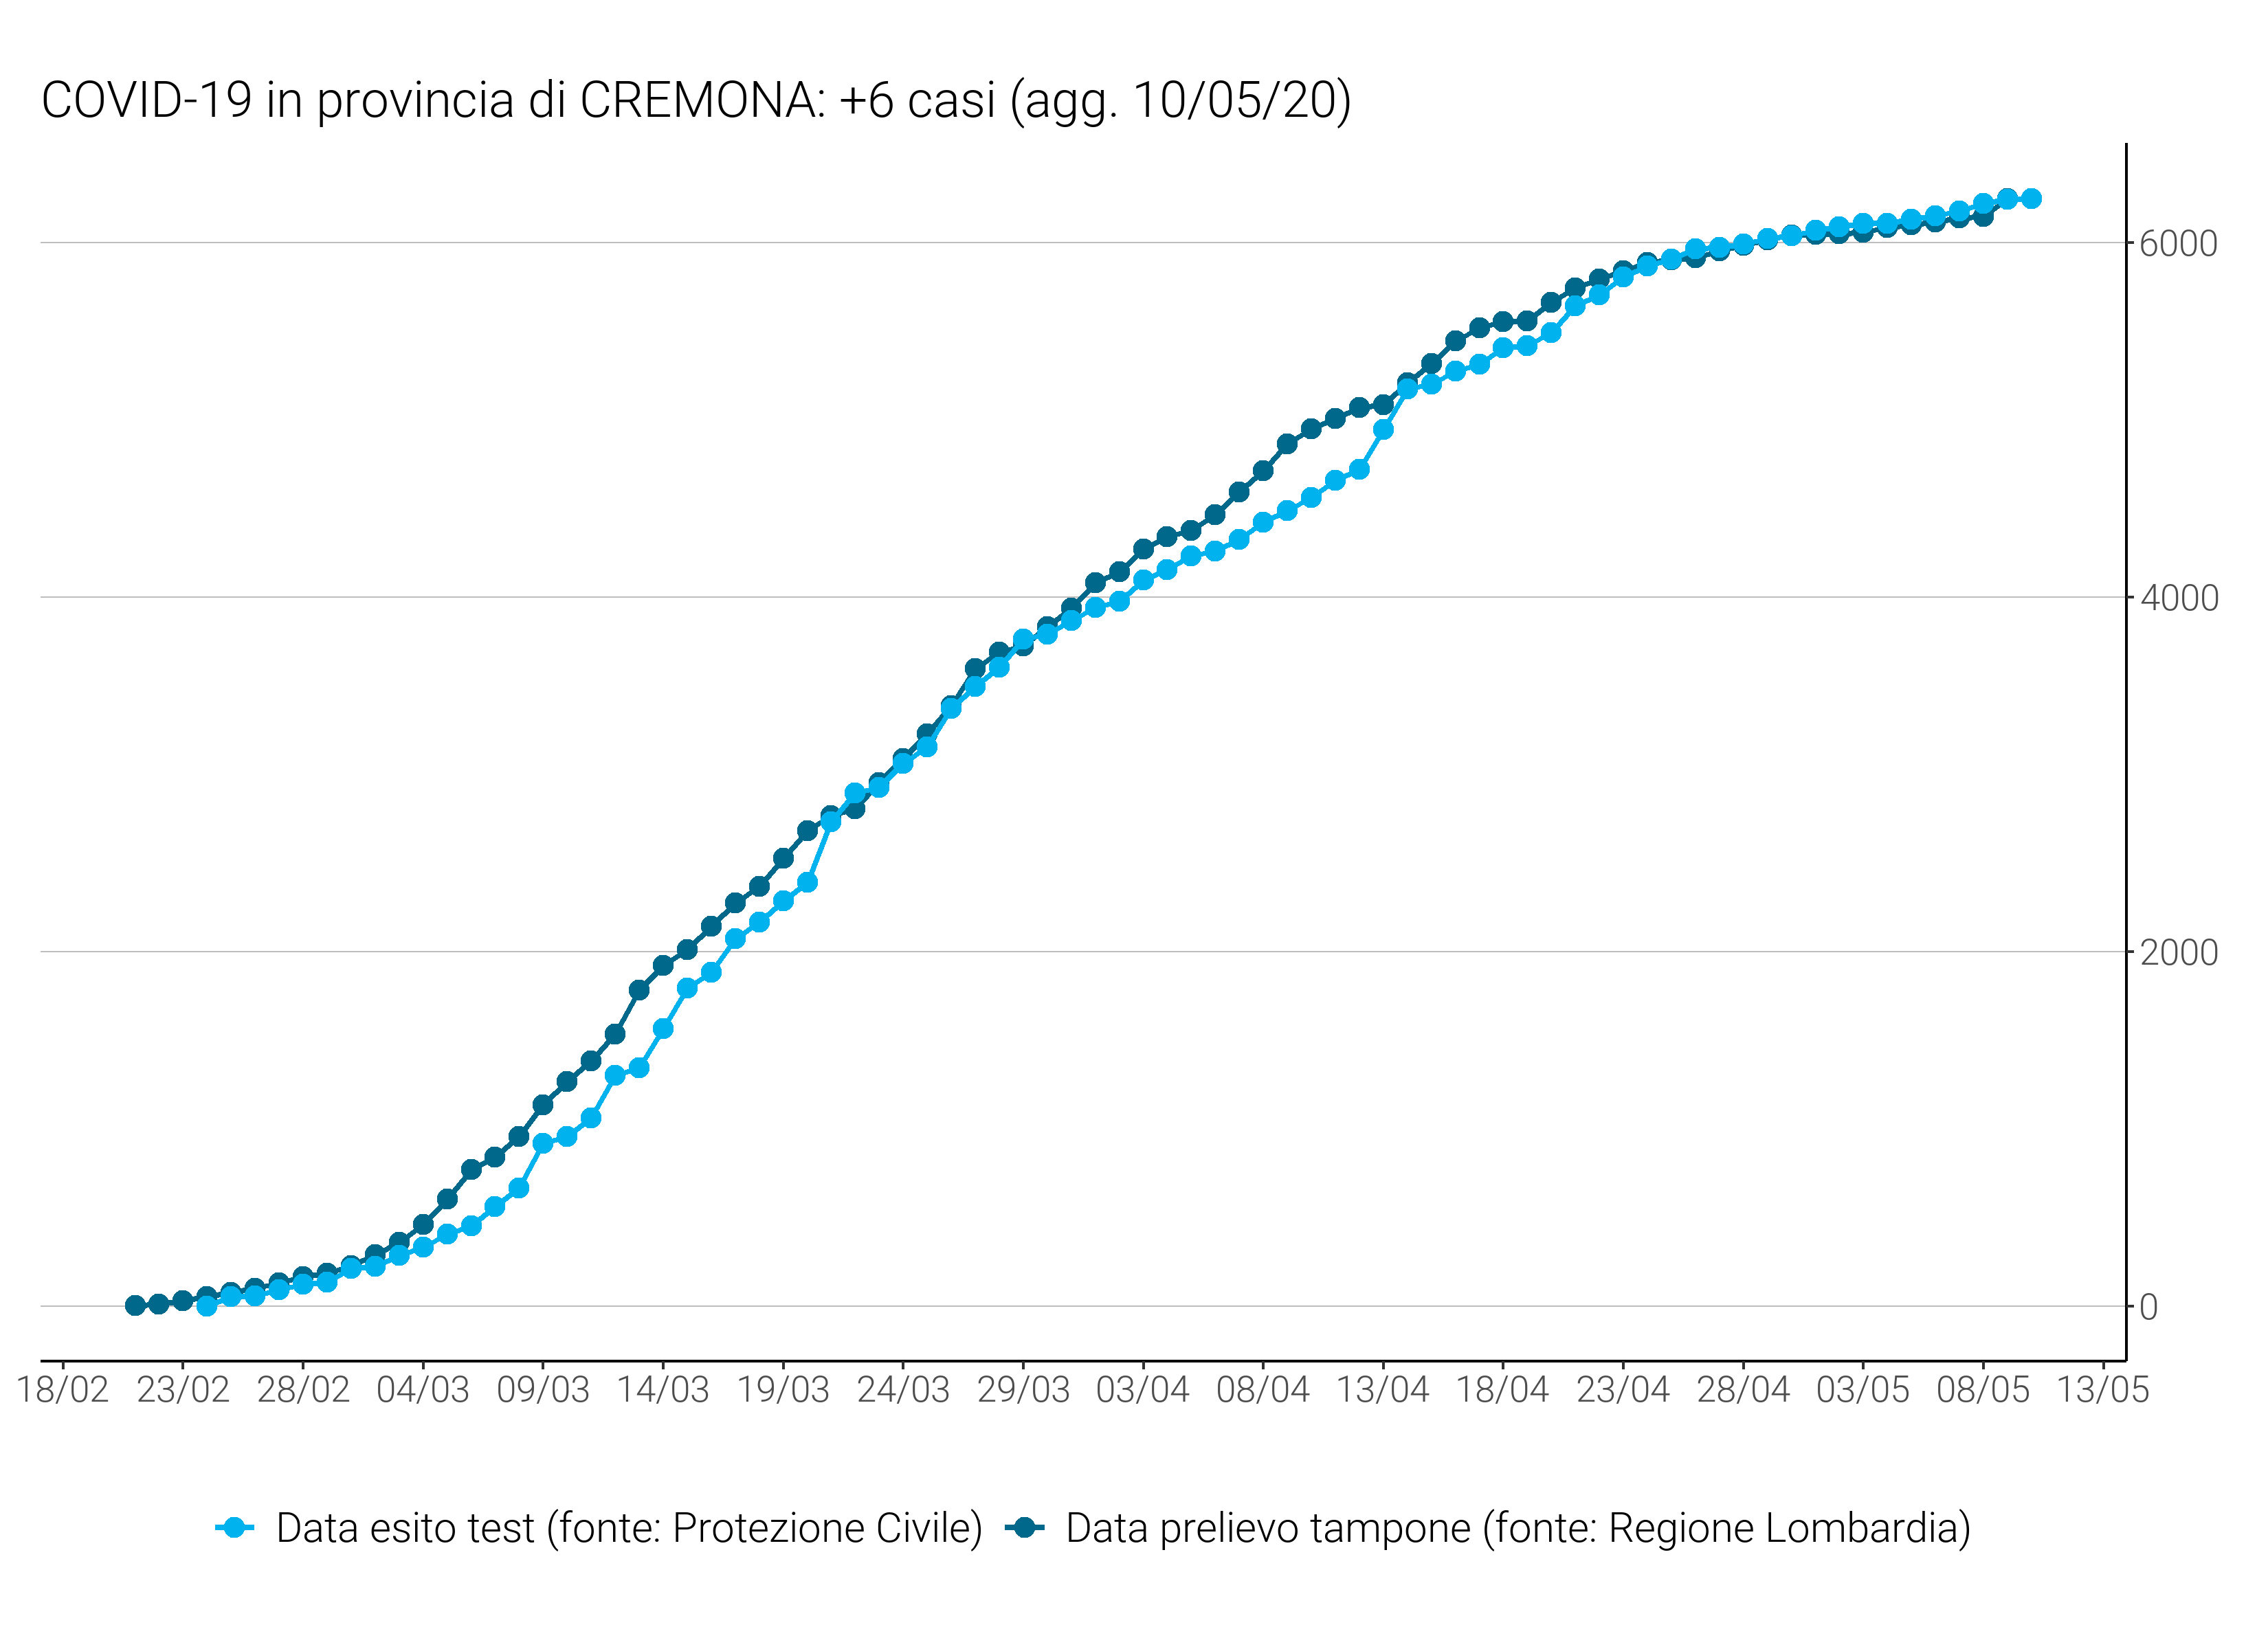 COVID-19 in provincia di CREMONA: +6 casi (agg. 10/05/20)
6000
4000
2000
0
18/02 23/02 28/02 04/03 09/03 14/03 19/03 24/03 29/03 03/04 08/04 13/04 18/04 23/04 28/04 03/05 08/05 13/05
Data esito test (fonte: Protezione Civile) Data prelievo tampone (fonte: Regione Lombardia)